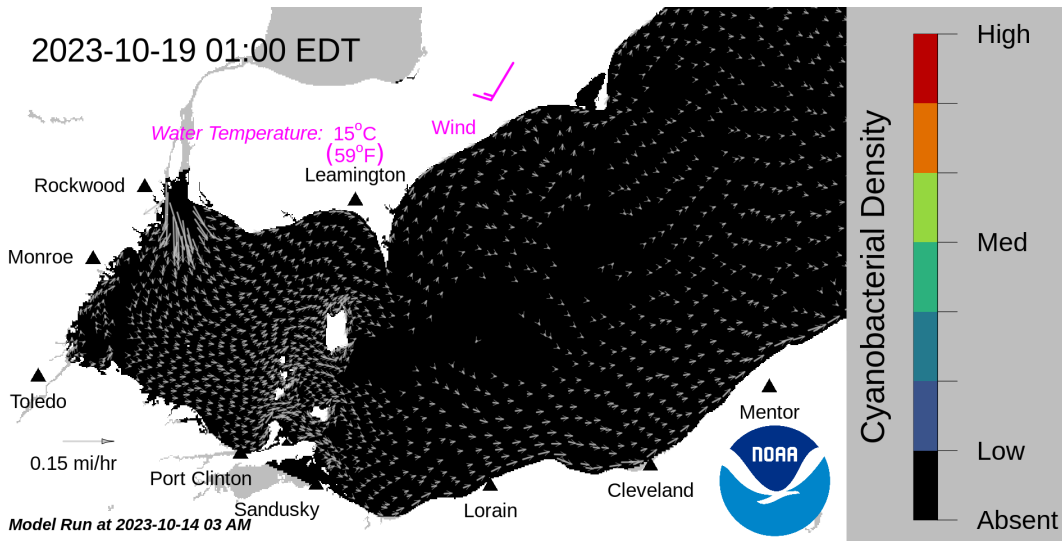 2023-10-19 01:00 EDT
High
Wind
Water Temperature: 15°C
(59°F)
Leamington
Rockwood
Monroe
Med
Cyanobacterial Density
Toledo
Mentor
0.15 mi/hr
NOAA
Low
Port Clinton
Cleveland
Sandusky
Lorain
Model Run at 2023-10-14 03 AM
Absent